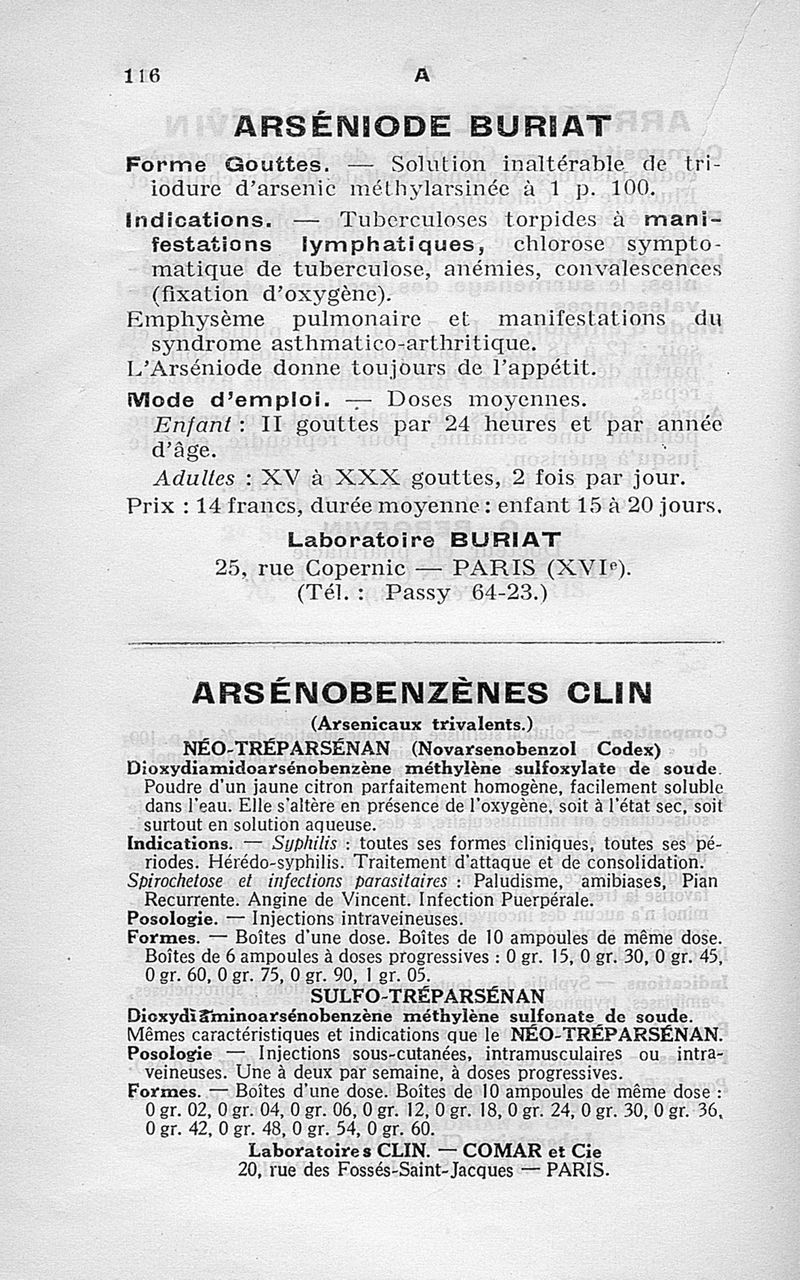 116 A
ARSÉNIODE BURIAT
Forme Gouttes. — Solution inaltérable de tri-
iodure d'arsenic méthylarsinée à 1 p. 100.
Indications. — Tuberculoses torpides à mani-
festations lymphatiques, chlorose sympto-
matique de tuberculose, anémies, convalescences
(fixation d'oxygène).
Emphysème pulmonaire et manifestations du
syndrome asthmatico-arthritique.
L'Arséniode donne toujours de l'appétit.
Mode d'emploi. — Doses moyennes.
Enfant : II gouttes par 24 heures et par année
d'âge.
Adultes : XV à XXX gouttes, 2 fois par jour.
Prix : 14 francs, durée moyenne : enfant 15 à 20 jours.
Laboratoire BURIAT
25, rue Copernic — PARIS (XVIe).
(Tél. : Passy 64-23.)
ARSÉNOBENZÈNES CLIN
(Arsenicaux trivalents.)
NÉO-TRÉPARSÉNAN (Novarsenobenzol Codex)
Dioxydiamidoarsénobenzène méthylène sulfoxylate de soude.
Poudre d'un jaune citron parfaitement homogène, facilement soluble
dans l'eau. Elle s'altère en présence de l'oxygène, soit à l'état sec, soit
surtout en solution aqueuse.
Indications. — Syphilis : toutes ses formes cliniques, toutes ses pé-
riodes. Hérédo-syphilis. Traitement d'attaque et de consolidation.
Spirochetose et infections parasitaires : Paludisme, amibiases, Pian
Recurrente. Angine de Vincent. Infection Puerpérale.
Posologie. — Injections intraveineuses.
Formes. — Boîtes d'une dose. Boîtes de 10 ampoules de même dose.
Boîtes de 6 ampoules à doses progressives : 0 gr. 15, 0 gr. 30, 0 gr. 45,
0 gr. 60, 0 gr. 75, 0 gr. 90, 1 gr. 05.
SULFO-TRÉPARSÉNAN
Dioxydiaminoarsénobenzène méthylène sulfonate de soude.
Mêmes caractéristiques et indications que le NÉO-TRÉPARSÉNAN.
Posologie — Injections sous-cutanées, intramusculaires ou intra-
veineuses. Une à deux par semaine, à doses progressives.
Formes. — Boîtes d'une dose. Boîtes de 10 ampoules de même dose :
0 gr. 02, 0 gr. 04, 0 gr. 06, 0 gr. 12, 0 gr. 18, 0 gr. 24, 0 gr. 30, 0 gr. 36,
0 gr. 42, 0 gr. 48, 0 gr. 54, 0 gr. 60.
Laboratoires CLIN. — COMAR et Cie
20, rue des Fossés-Saint-Jacques — PARIS.